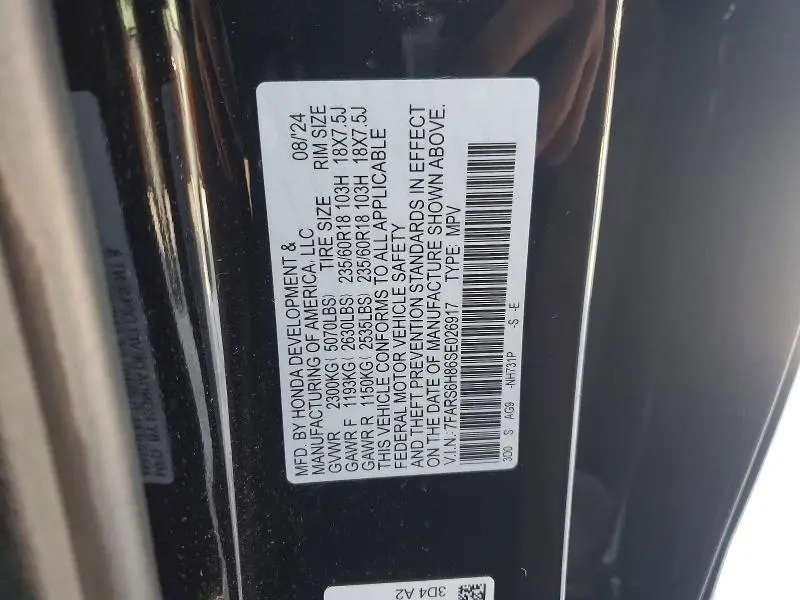 MFD. BY HONDA DEVELOPMENT &
MANUFACTURING OF AMERICA, LLC 08/'24
GVWR 2300KG( 5070LBS) TIRE SIZE RIM SIZE
GAWR F 1193KG( 2630LBS) 235/60R18 103H 18X7.5J
GAWR R 1150KG( 2535LBS) 235/60R18 103H 18X7.5J
THIS VEHICLE CONFORMS TO ALL APPLICABLE
FEDERAL MOTOR VEHICLE SAFETY
AND THEFT PREVENTION STANDARDS IN EFFECT
ON THE DATE OF MANUFACTURE SHOWN ABOVE.
V.I.N.: 7FARS6H86SE026917 TYPE: MPV
3D0 S AG9 -NH731P -S -E
3D4 A2